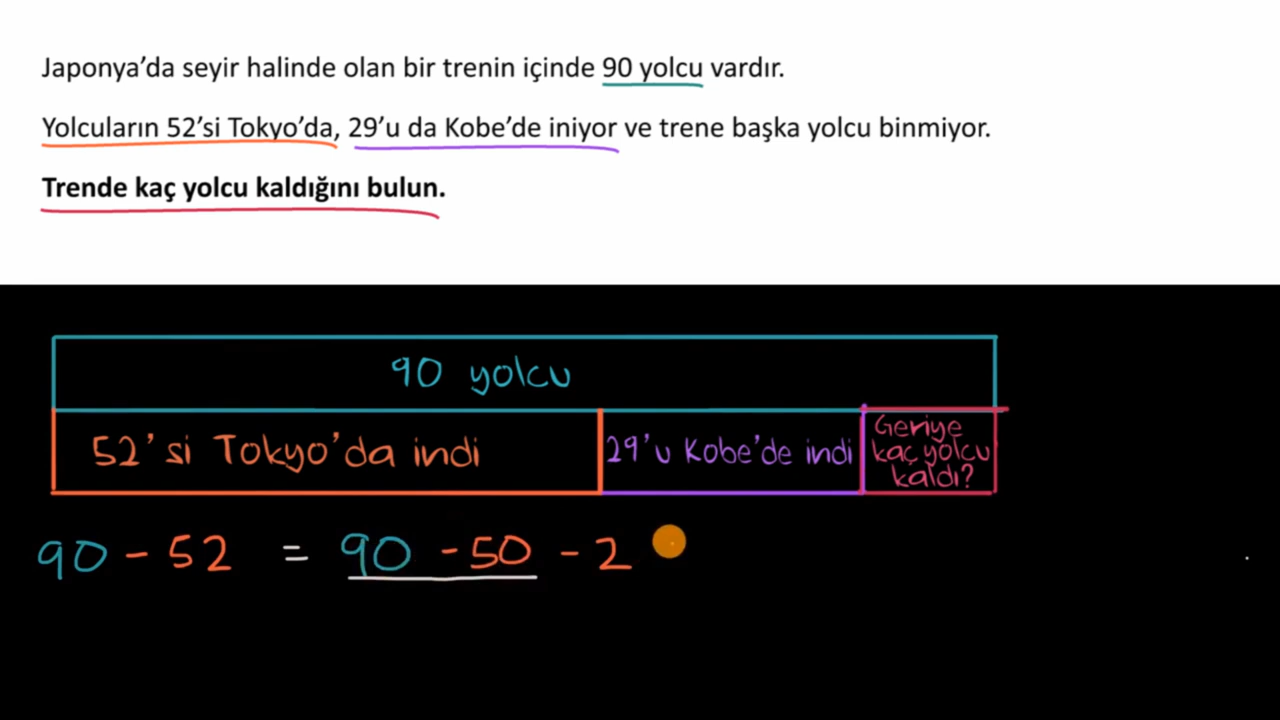 Japonya’da seyir halinde olan bir trenin içinde 90 yolcu vardır.
Yolcuların 52’si Tokyo’da, 29’u da Kobe’de iniyor ve trene başka yolcu binmiyor.
Trende kaç yolcu kaldığını bulun.
90 yolcu
52’si Tokyo’da indi
29’u Kobe’de indi
Geriye
kaç yolcu
kaldı?
90 - 52 = 90 - 50 - 2